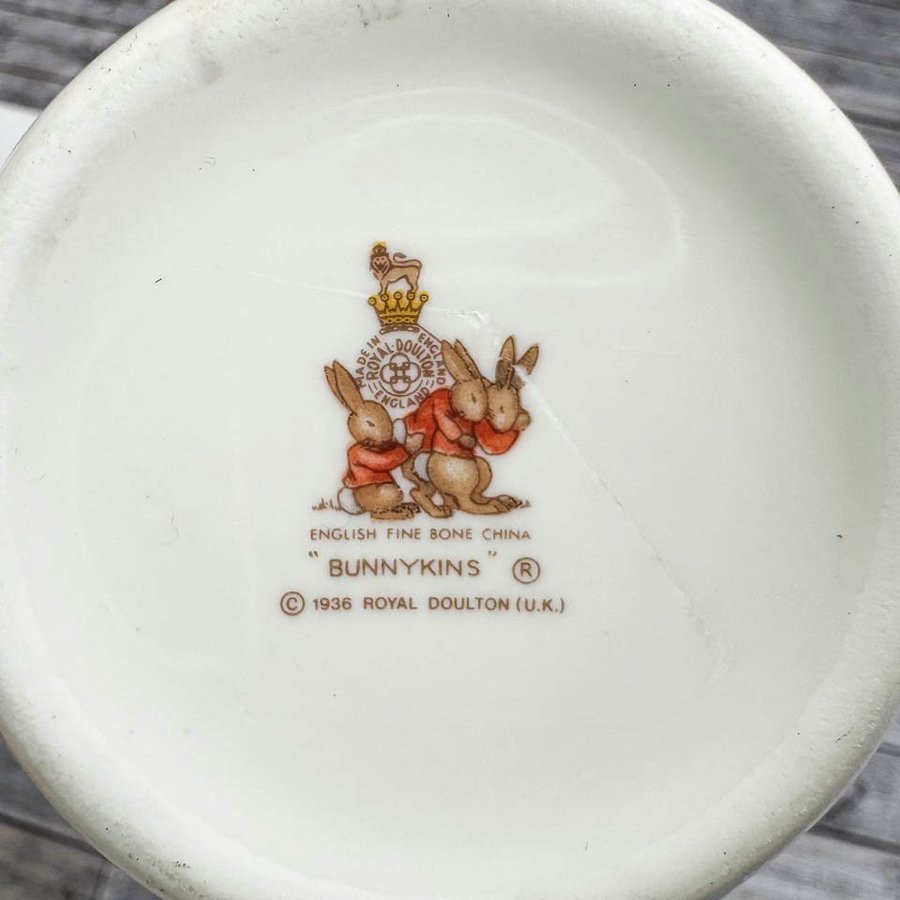 MADE IN ENGLAND
ROYAL·DOULTON
ENGLAND
ENGLISH FINE BONE CHINA
"BUNNYKINS" ®
© 1936 ROYAL DOULTON (U.K.)